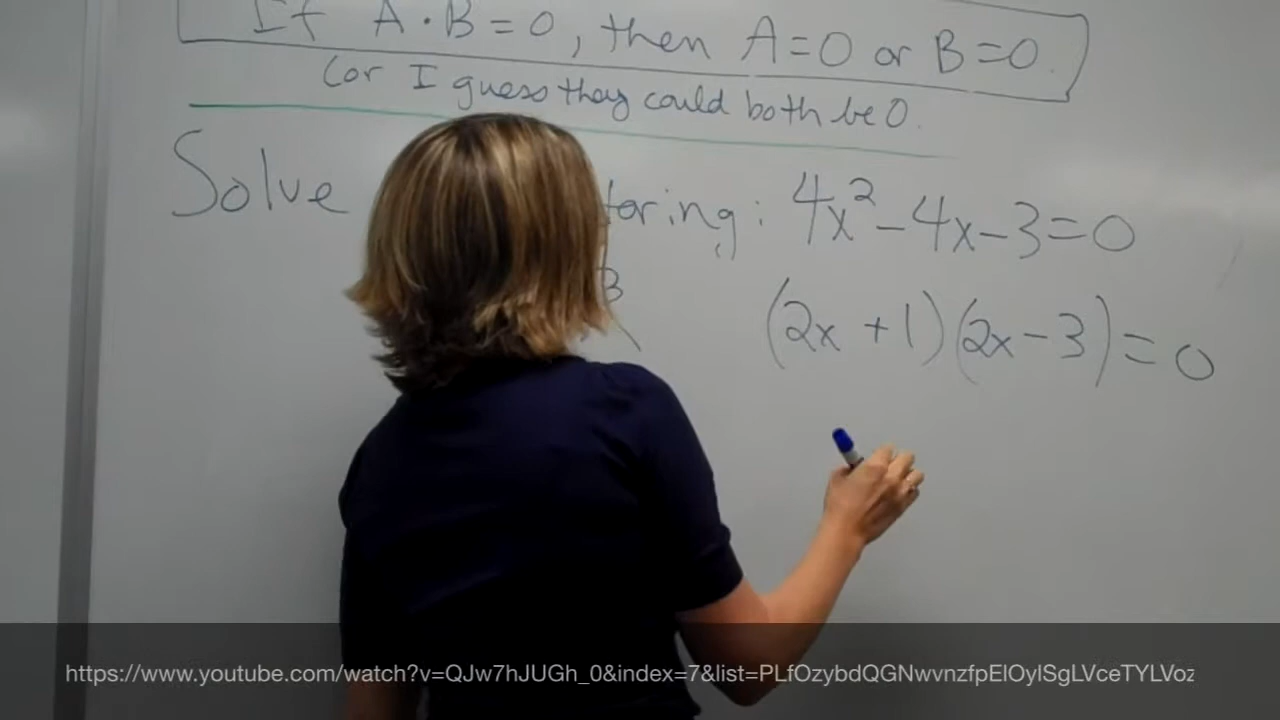 If A · B = 0, then A = 0 or B = 0.
(or I guess they could both be 0.
Solve toring: 4x² - 4x - 3 = 0
3
(2x + 1)(2x - 3) = 0
https://www.youtube.com/watch?v=QJw7hJUGh_0&index=7&list=PLfOzybdQGNwvnzfpElOylSgLVceTYLVoz